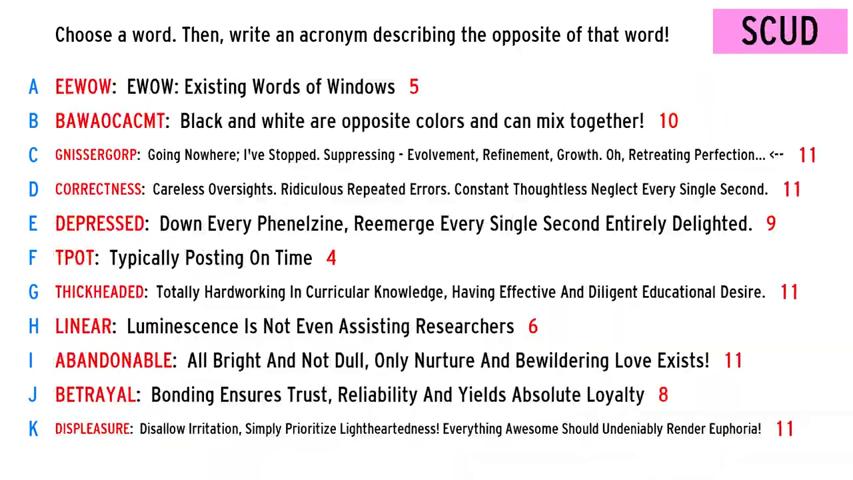 Choose a word. Then, write an acronym describing the opposite of that word!
SCUD
A EEWOW: EWOW: Existing Words of Windows 5
B BAWAOCACMT: Black and white are opposite colors and can mix together! 10
C GNISSERGORP: Going Nowhere; I've Stopped. Suppressing - Evolvement, Refinement, Growth. Oh, Retreating Perfection... <-- 11
D CORRECTNESS: Careless Oversights. Ridiculous Repeated Errors. Constant Thoughtless Neglect Every Single Second. 11
E DEPRESSED: Down Every Phenelzine, Reemerge Every Single Second Entirely Delighted. 9
F TPOT: Typically Posting On Time 4
G THICKHEADED: Totally Hardworking In Curricular Knowledge, Having Effective And Diligent Educational Desire. 11
H LINEAR: Luminescence Is Not Even Assisting Researchers 6
I ABANDONABLE: All Bright And Not Dull, Only Nurture And Bewildering Love Exists! 11
J BETRAYAL: Bonding Ensures Trust, Reliability And Yields Absolute Loyalty 8
K DISPLEASURE: Disallow Irritation, Simply Prioritize Lightheartedness! Everything Awesome Should Undeniably Render Euphoria! 11